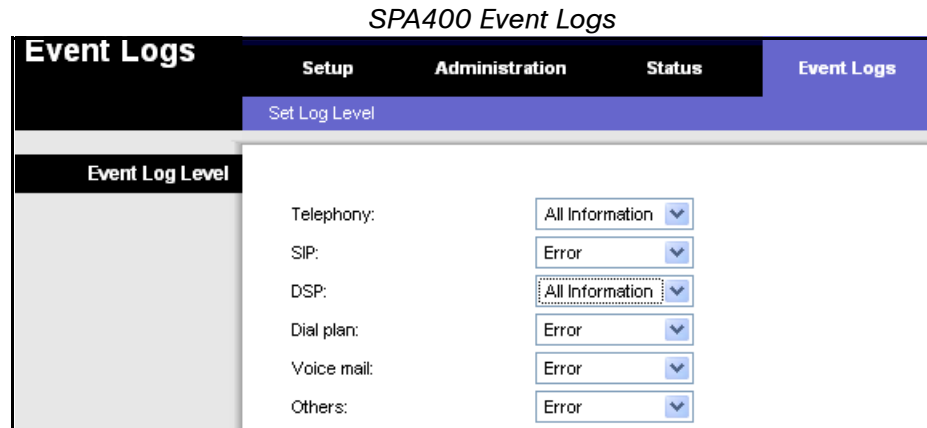 SPA400 Event Logs
Event Logs
Setup Administration Status Event Logs
Set Log Level
Event Log Level
Telephony: All Information
SIP: Error
DSP: All Information
Dial plan: Error
Voice mail: Error
Others: Error